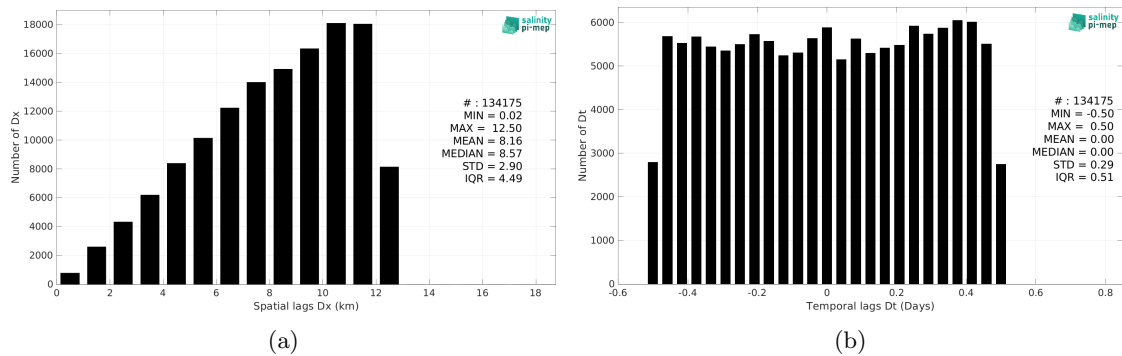 18000
16000
14000
12000
10000
8000
6000
4000
2000
0
Number of Dx
0 2 4 6 8 10 12 14 16 18
Spatial lags Dx (km)
salinity
pi-mep
# : 134175
MIN = 0.02
MAX = 12.50
MEAN = 8.16
MEDIAN = 8.57
STD = 2.90
IQR = 4.49
(a)
6000
5000
4000
3000
2000
1000
0
Number of Dt
-0.6 -0.4 -0.2 0 0.2 0.4 0.6 0.8
Temporal lags Dt (Days)
salinity
pi-mep
# : 134175
MIN = -0.50
MAX = 0.50
MEAN = 0.00
MEDIAN = 0.00
STD = 0.29
IQR = 0.51
(b)